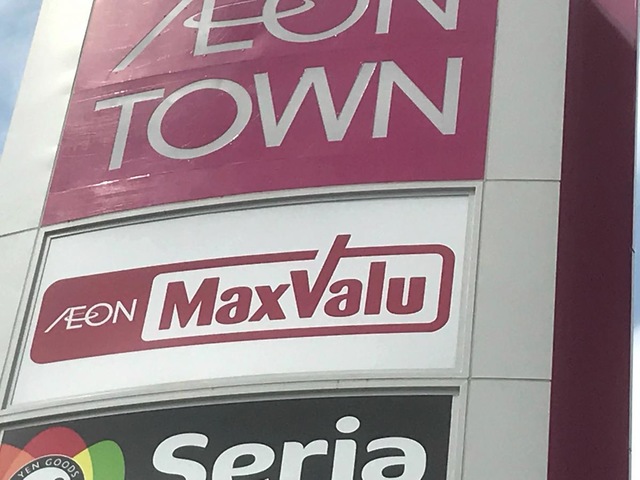 ÆON
TOWN
ÆON MaxValu
Seria
YEN GOODS